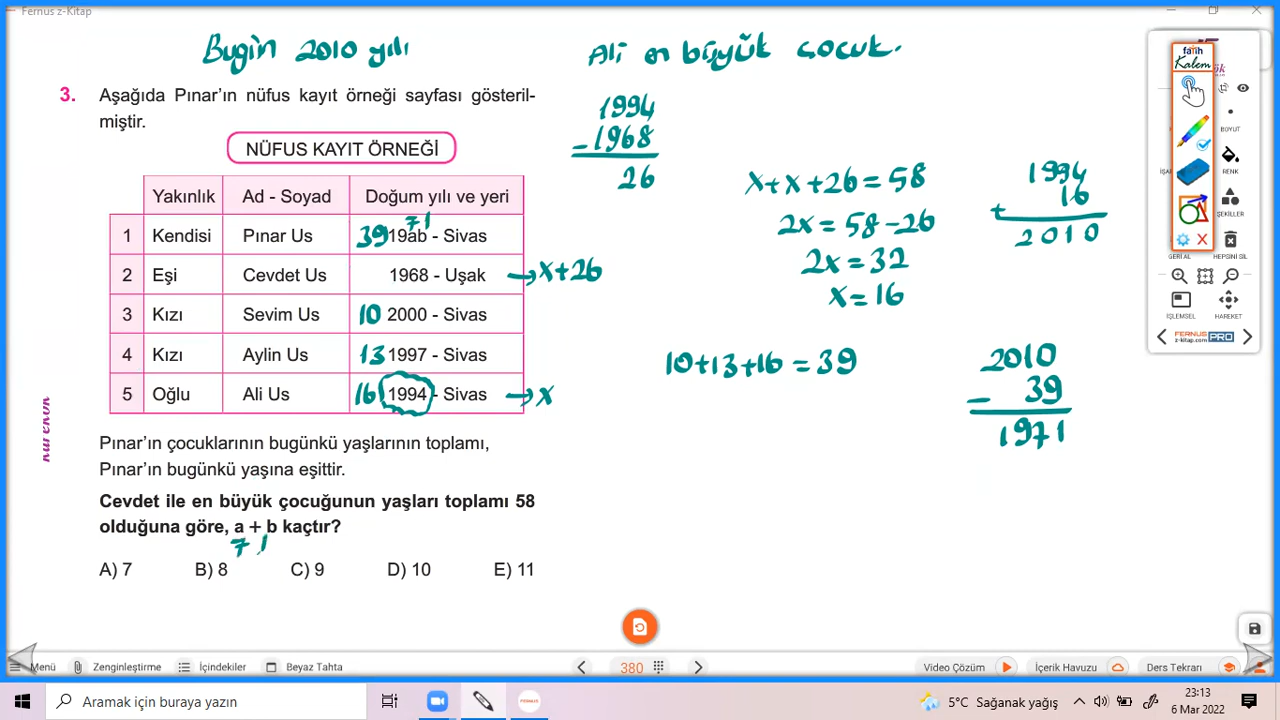 Fernus z-Kitap
Bugün 2010 yılı
Ali en büyük çocuk.
3. Aşağıda Pınar'ın nüfus kayıt örneği sayfası gösteril-
miştir.
NÜFUS KAYIT ÖRNEĞİ
Yakınlık Ad - Soyad Doğum yılı ve yeri
71
1 Kendisi Pınar Us 39 19ab - Sivas
2 Eşi Cevdet Us 1968 - Uşak → x+26
3 Kızı Sevim Us 10 2000 - Sivas
4 Kızı Aylin Us 13 1997 - Sivas
5 Oğlu Ali Us 16 1994 - Sivas → x
Pınar'ın çocuklarının bugünkü yaşlarının toplamı,
Pınar'ın bugünkü yaşına eşittir.
Cevdet ile en büyük çocuğunun yaşları toplamı 58
olduğuna göre, a + b kaçtır?
7 1
A) 7 B) 8 C) 9 D) 10 E) 11
1994
- 1968
26
x+x+26=58
2x=58-26
2x=32
x=16
1994
+ 16
2010
10+13+16=39
2010
- 39
1971
fatih
Kalem
BOYUT
RENK
ŞEKİLLER
GERİ AL HEPSİNİ SİL
İŞLEMSEL HAREKET
FERNUS PRO
z-kitap.com
Menü Zenginleştirme İçindekiler Beyaz Tahta 380 Video Çözüm İçerik Havuzu Ders Tekrarı
Aramak için buraya yazın
5°C Sağanak yağış
23:13
6 Mar 2022